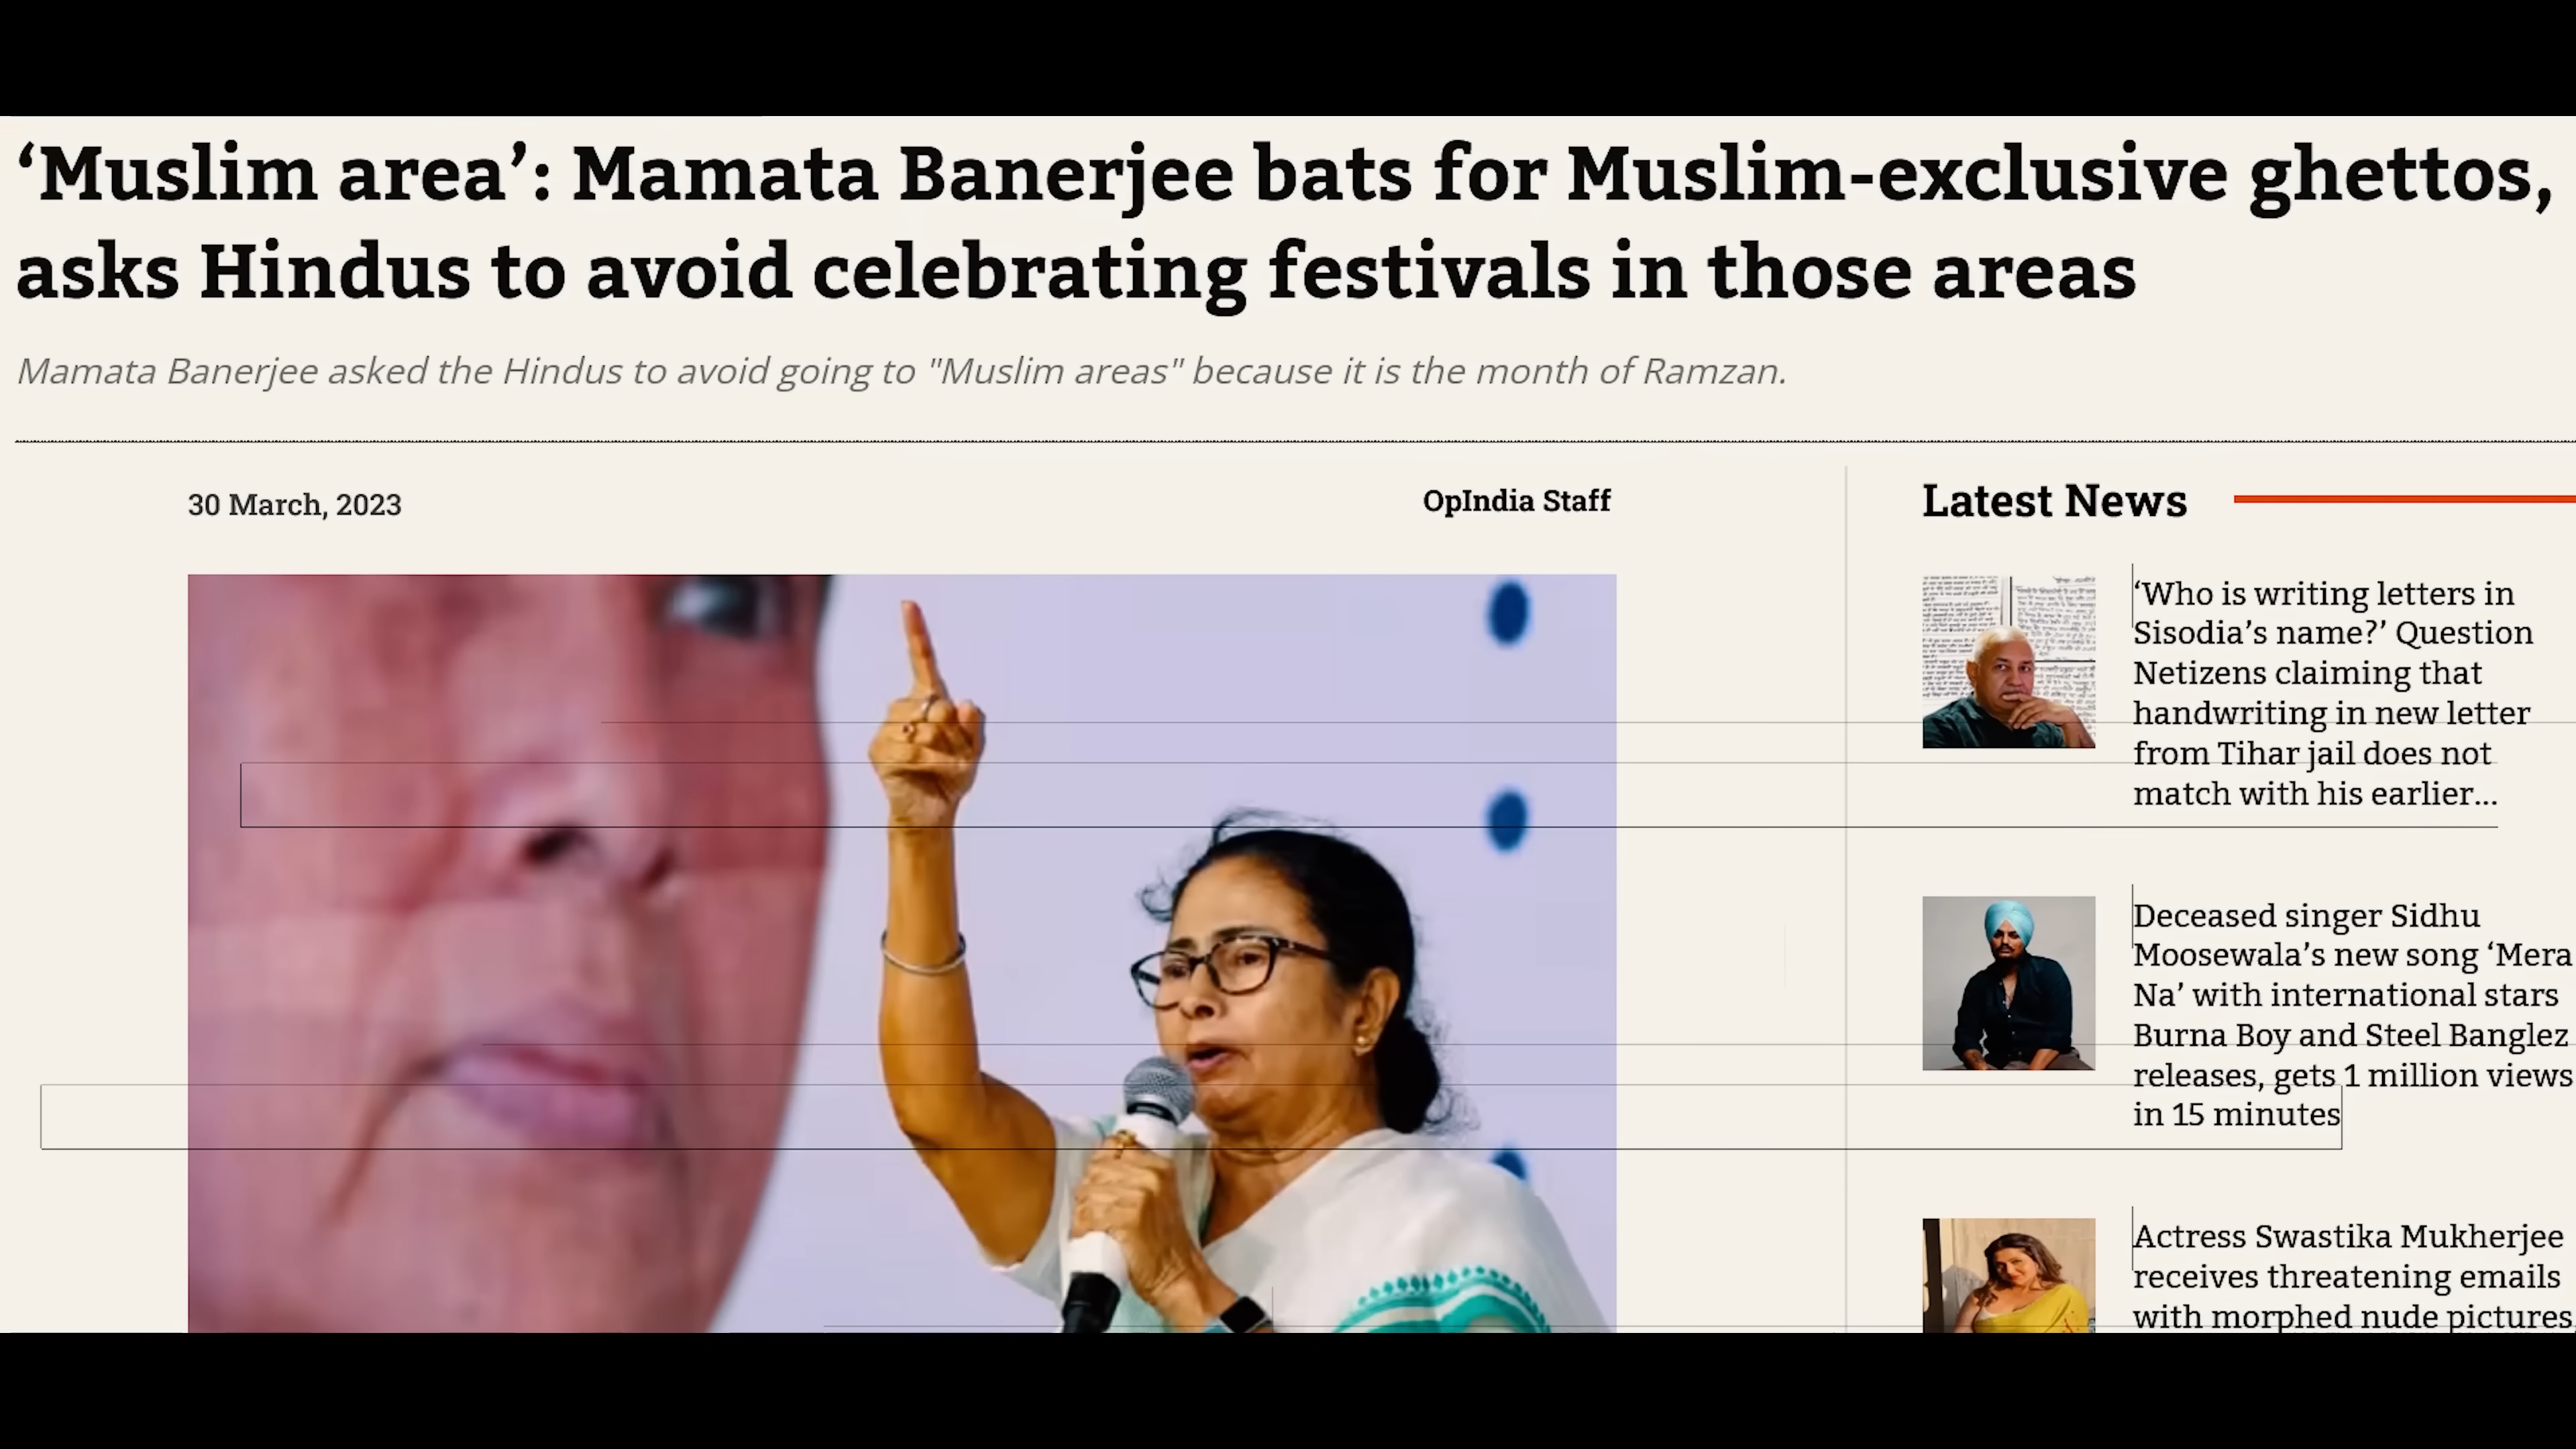 ‘Muslim area’: Mamata Banerjee bats for Muslim-exclusive ghettos,
asks Hindus to avoid celebrating festivals in those areas
Mamata Banerjee asked the Hindus to avoid going to "Muslim areas" because it is the month of Ramzan.
30 March, 2023
OpIndia Staff
Latest News
‘Who is writing letters in
Sisodia’s name?’ Question
Netizens claiming that
handwriting in new letter
from Tihar jail does not
match with his earlier...
Deceased singer Sidhu
Moosewala’s new song ‘Mera
Na’ with international stars
Burna Boy and Steel Banglez
releases, gets 1 million views
in 15 minutes
Actress Swastika Mukherjee
receives threatening emails
with morphed nude pictures